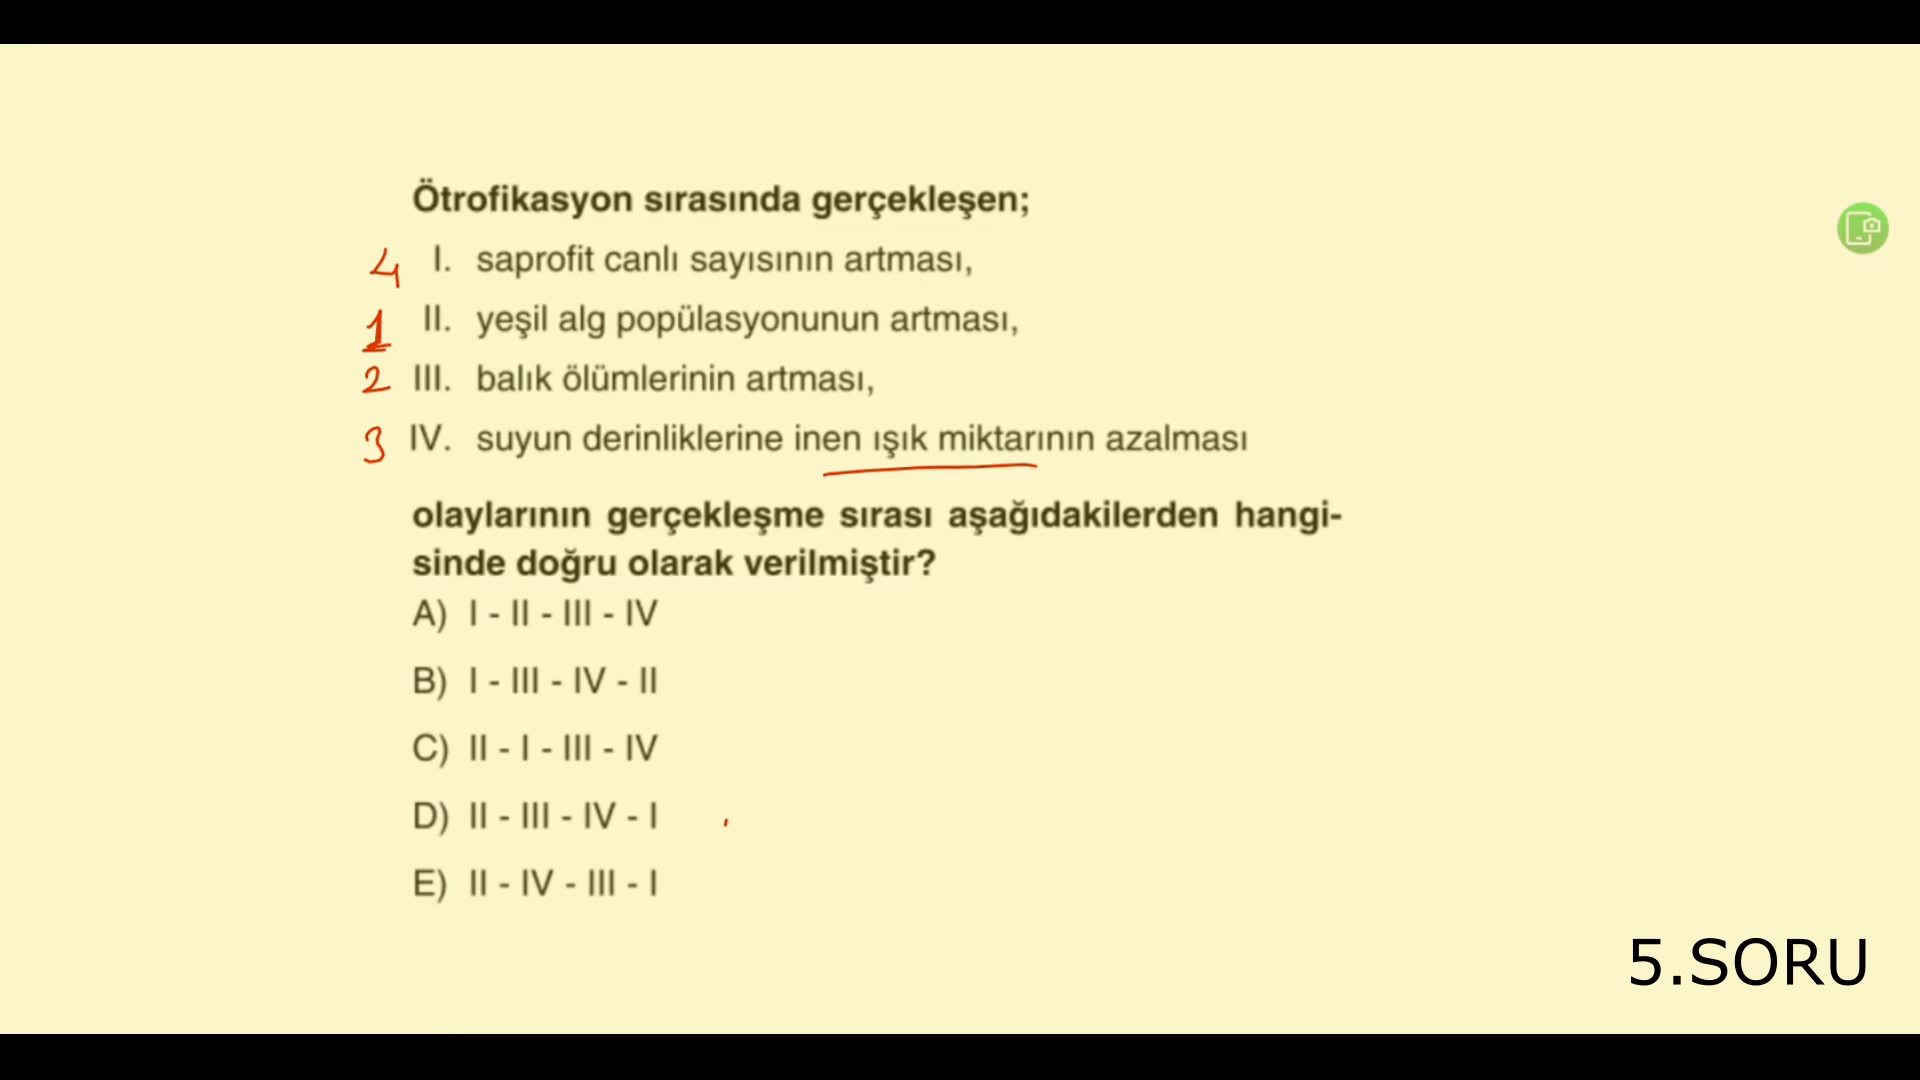 Ötrofikasyon sırasında gerçekleşen;
4 I. saprofit canlı sayısının artması,
1 II. yeşil alg popülasyonunun artması,
2 III. balık ölümlerinin artması,
3 IV. suyun derinliklerine inen ışık miktarının azalması
olaylarının gerçekleşme sırası aşağıdakilerden hangi-
sinde doğru olarak verilmiştir?
A) I - II - III - IV
B) I - III - IV - II
C) II - I - III - IV
D) II - III - IV - I
E) II - IV - III - I
5.SORU